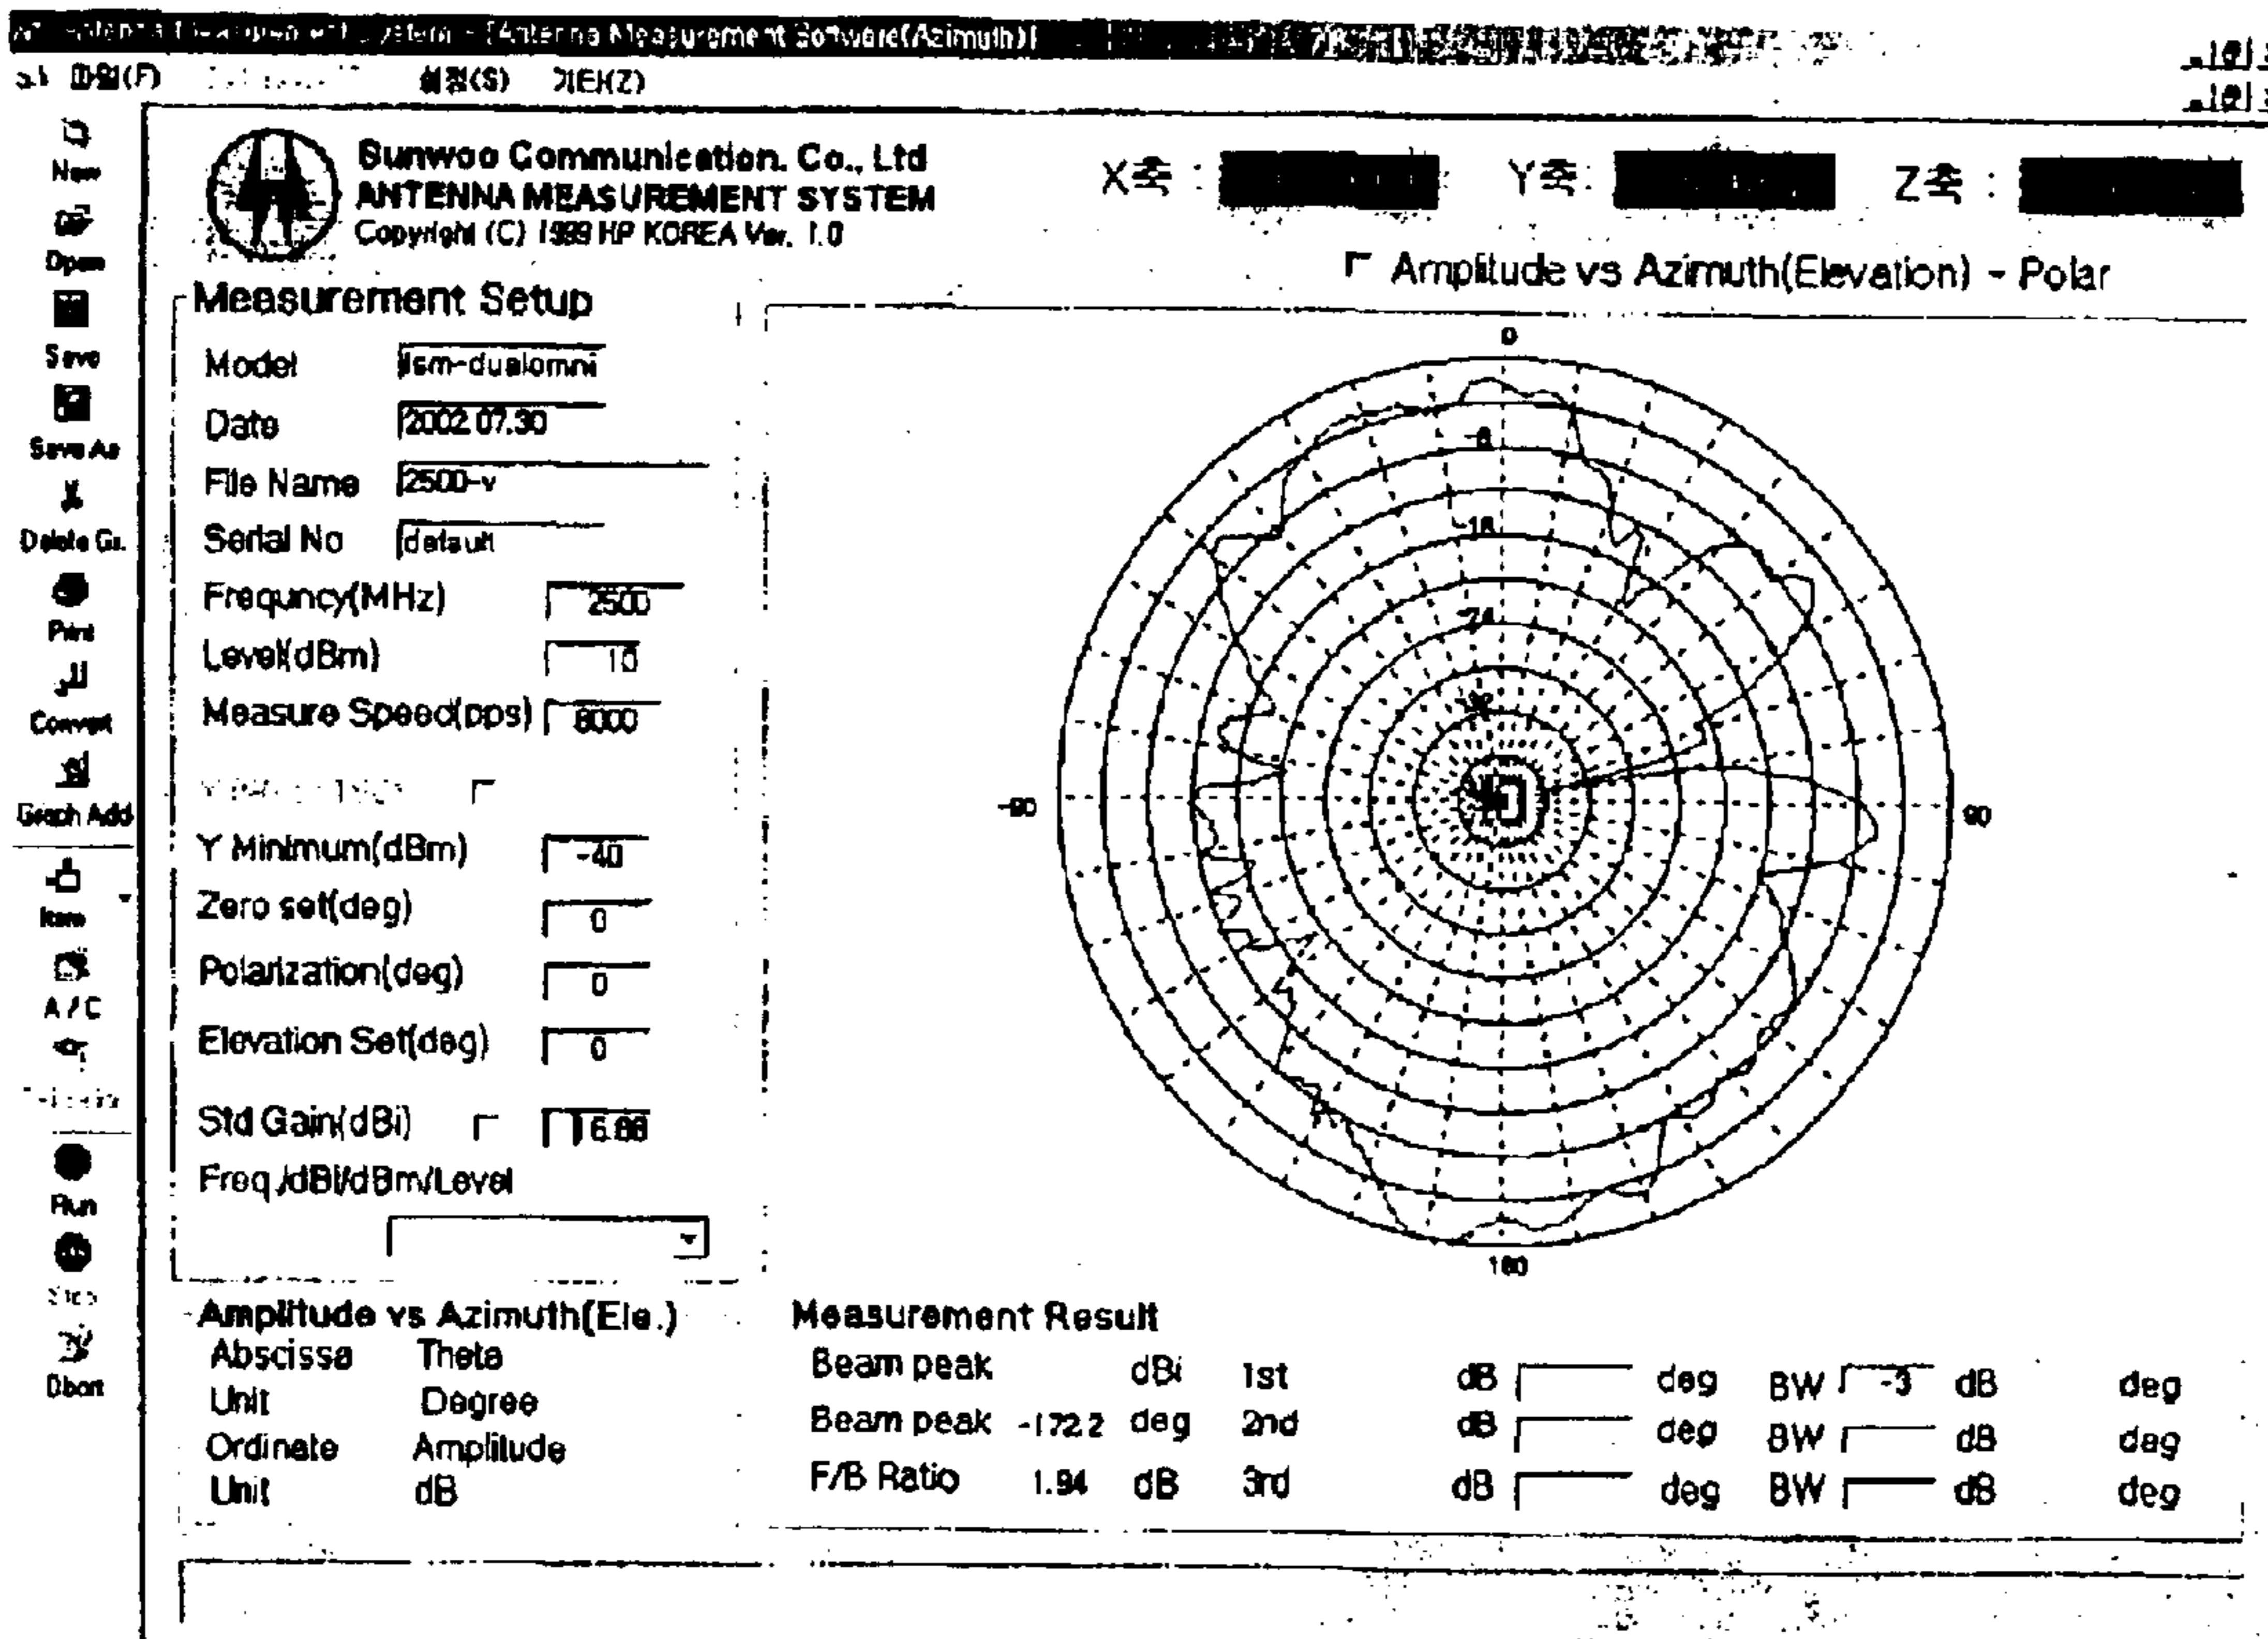 [Antenna Measurement Software(Azimuth)]
파일(F) 설정(S) 기타(Z)
New
Open
Save
Save As
Delete Gr.
Print
Convert
Graph Add
Item
A / C
Run
Stop
Sunwoo Communication. Co., Ltd
ANTENNA MEASUREMENT SYSTEM
Copyright (C) 1999 HP KOREA Ver. 1.0
X축 : Y축: Z축 :
Amplitude vs Azimuth(Elevation) - Polar
Measurement Setup
Model
Date 2002.07.30
File Name 2500-v
Serial No default
Frequncy(MHz) 2500
Level(dBm) 10
Measure Speed(pps) 8000
Y Minimum(dBm) -40
Zero set(deg) 0
Polarization(deg) 0
Elevation Set(deg) 0
Std Gain(dBi)
Freq./dBi/dBm/Level
0
-8
-16
-24
-90
90
180
Amplitude vs Azimuth(Ele.)
Abscissa Theta
Unit Degree
Ordinate Amplitude
Unit dB
Measurement Result
Beam peak dBi 1st dB deg BW -3 dB deg
Beam peak -172.2 deg 2nd dB deg BW dB deg
F/B Ratio 1.94 dB 3rd dB deg BW dB deg